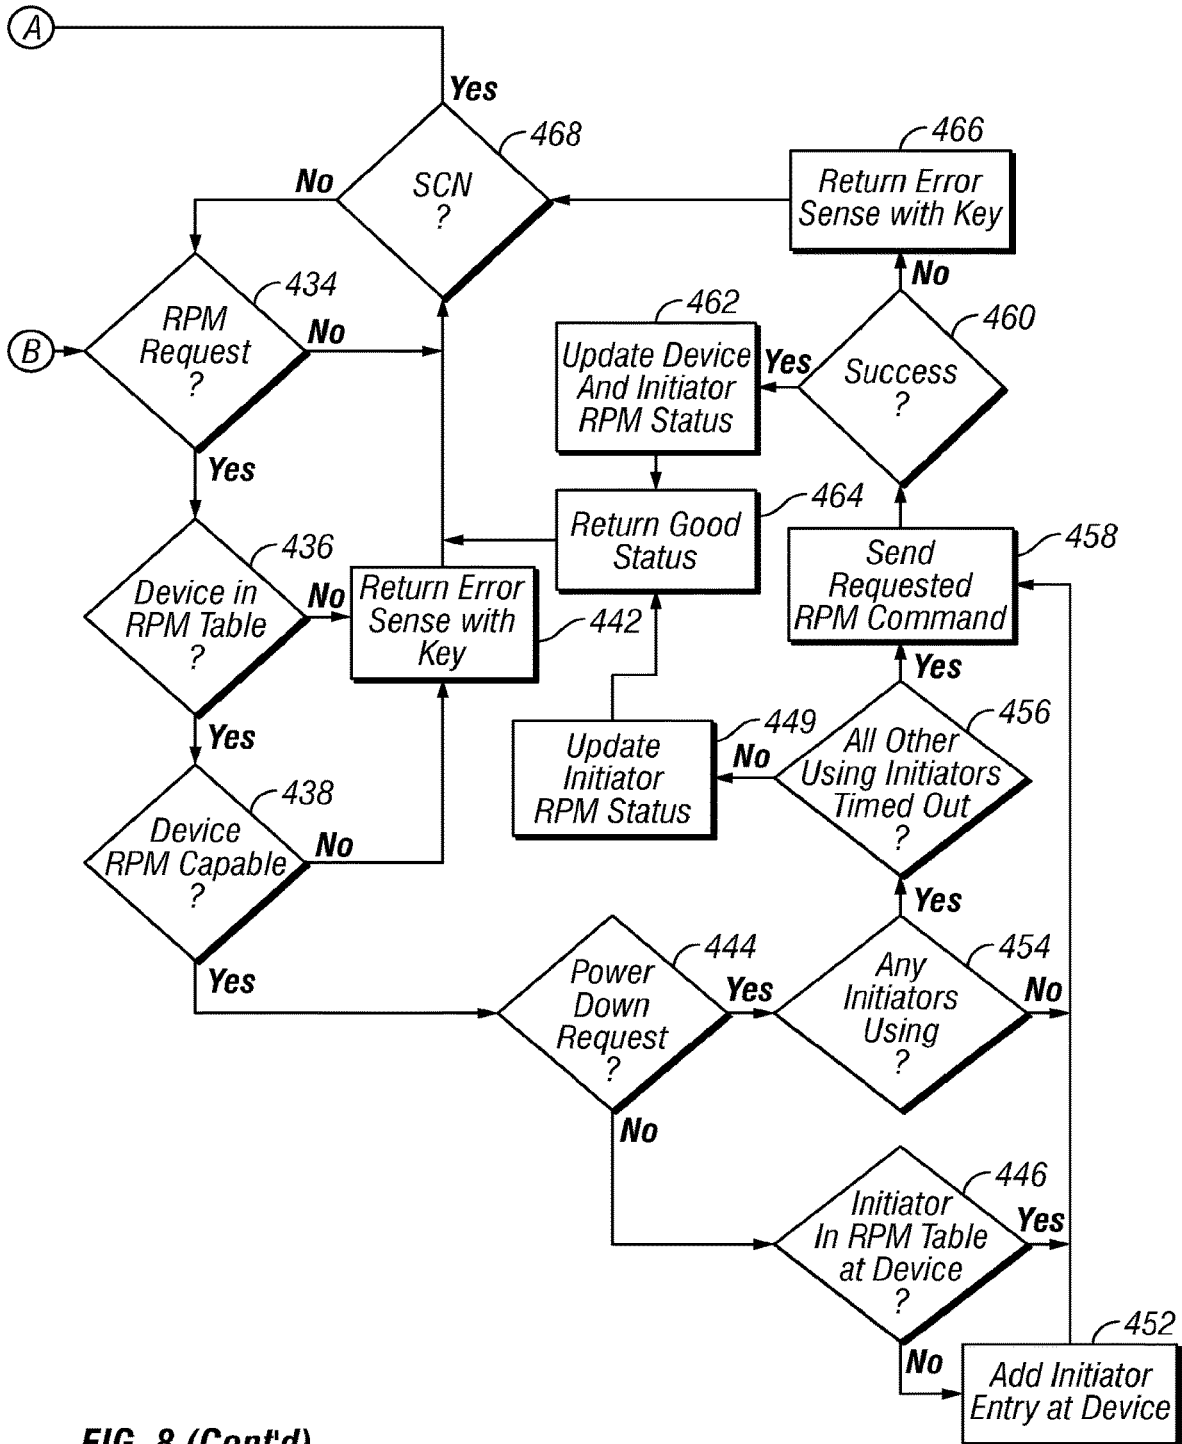 A
Yes
468
SCN
?
No
466
Return Error
Sense with Key
No
434
RPM
Request
?
No
B
Yes
462
Update Device
And Initiator
RPM Status
Yes
460
Success
?
464
Return Good
Status
436
Device in
RPM Table
?
No
Return Error
Sense with
Key
442
458
Send
Requested
RPM Command
Yes
Yes
449
Update
Initiator
RPM Status
No
456
All Other
Using Initiators
Timed Out
?
438
Device
RPM Capable
?
No
Yes
Yes
444
Power
Down
Request
?
Yes
454
Any
Initiators
Using
?
No
No
446
Initiator
In RPM Table
at Device
?
Yes
No
452
Add Initiator
Entry at Device
FIG. 8 (Cont'd)